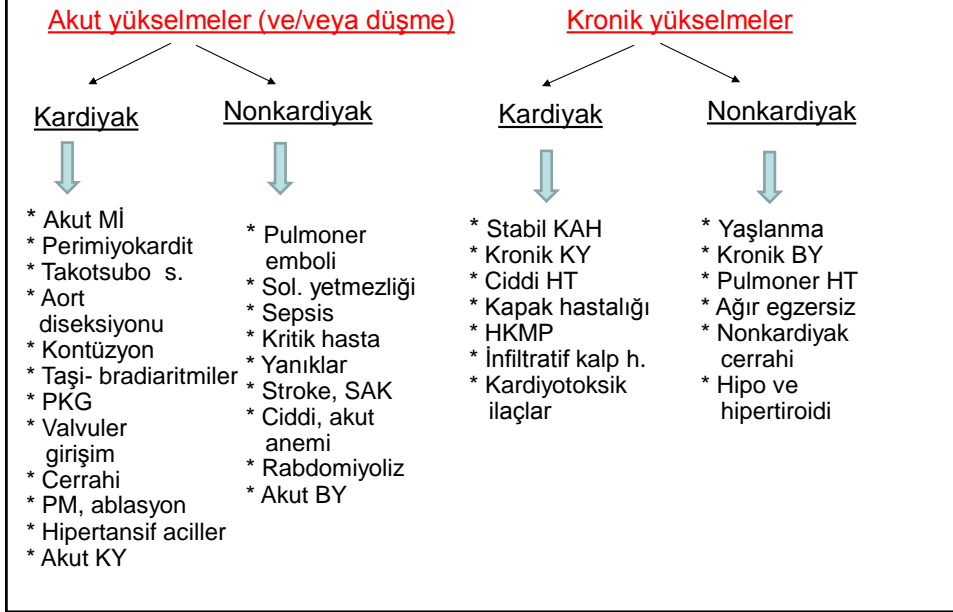 Akut yükselmeler (ve/veya düşme)
Kronik yükselmeler
Kardiyak
Nonkardiyak
Kardiyak
Nonkardiyak
* Akut Mİ
* Perimiyokardit
* Takotsubo s.
* Aort
diseksiyonu
* Kontüzyon
* Taşi- bradiaritmiler
* PKG
* Valvuler
girişim
* Cerrahi
* PM, ablasyon
* Hipertansif aciller
* Akut KY
* Pulmoner
emboli
* Sol. yetmezliği
* Sepsis
* Kritik hasta
* Yanıklar
* Stroke, SAK
* Ciddi, akut
anemi
* Rabdomiyoliz
* Akut BY
* Stabil KAH
* Kronik KY
* Ciddi HT
* Kapak hastalığı
* HKMP
* İnfiltratif kalp h.
* Kardiyotoksik
ilaçlar
* Yaşlanma
* Kronik BY
* Pulmoner HT
* Ağır egzersiz
* Nonkardiyak
cerrahi
* Hipo ve
hipertiroidi